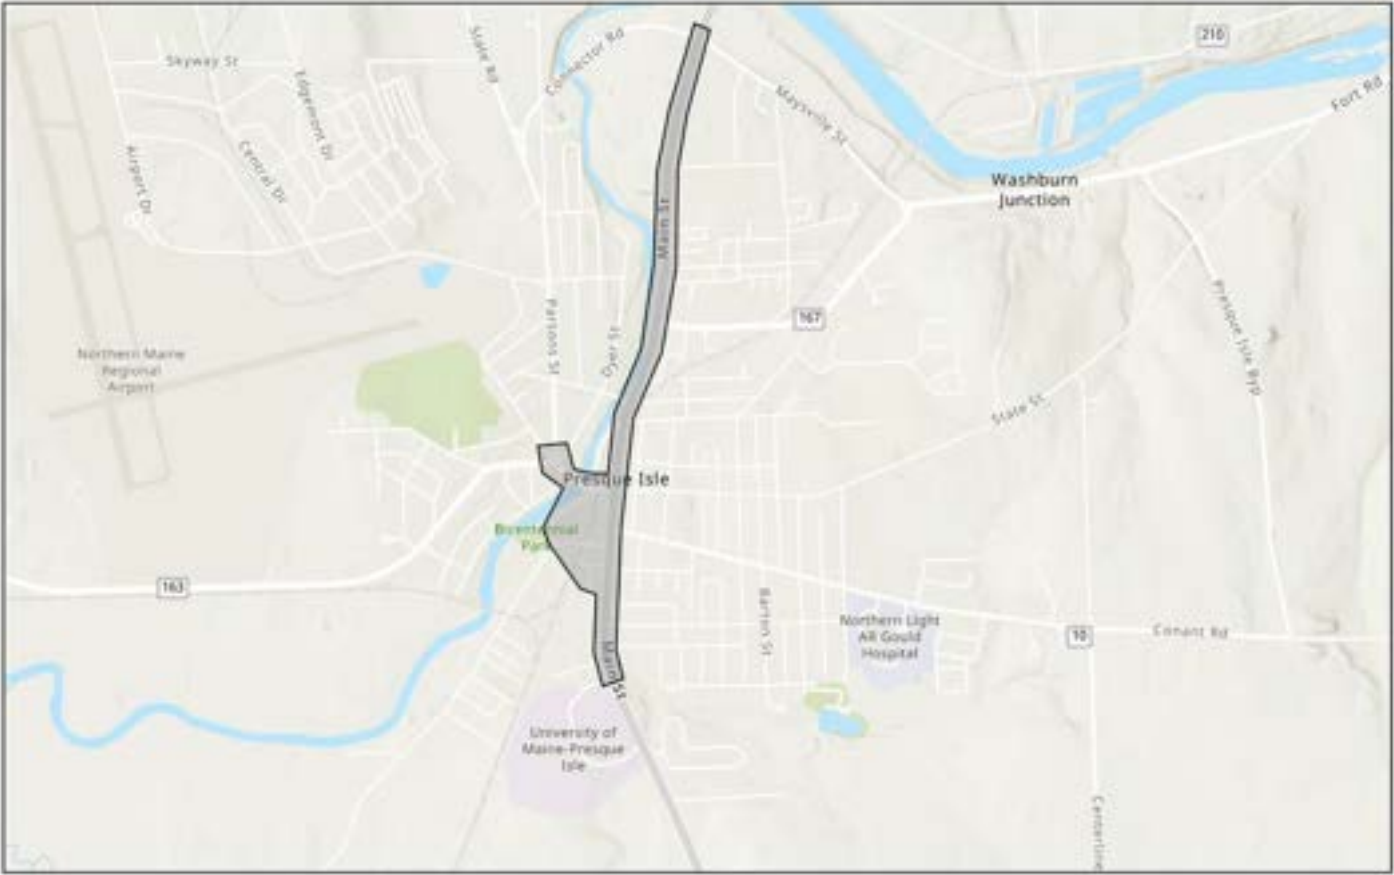 210
Skyway St
State Rd
Connector Rd
Edgemont Dr
Maysville St
Fort Rd
Airport Dr
Central Dr
Washburn
Junction
Main St
Presque Isle Byp
167
Parsons St
Dyer St
Northern Maine
Regional
Airport
State St
Presque Isle
Bicentennial
Park
163
Barton St
Northern Light
AR Gould
Hospital
10
Conant Rd
Main St
University of
Maine-Presque
Isle
Centerline